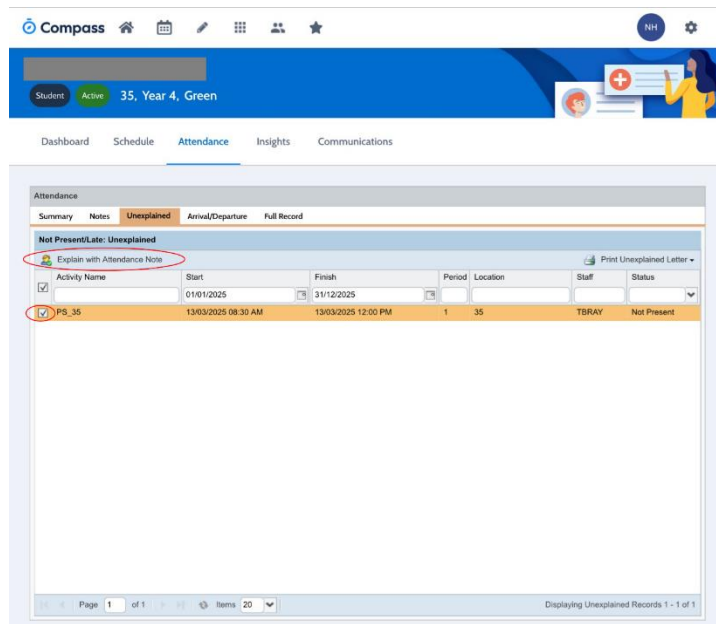 Compass NH
Student Active 35, Year 4, Green
Dashboard Schedule Attendance Insights Communications
Attendance
Summary Notes Unexplained Arrival/Departure Full Record
Not Present/Late: Unexplained
Explain with Attendance Note Print Unexplained Letter
Activity Name Start Finish Period Location Staff Status
01/01/2025 31/12/2025
PS_35 13/03/2025 08:30 AM 13/03/2025 12:00 PM 1 35 TBRAY Not Present
Page 1 of 1 Items 20 Displaying Unexplained Records 1 - 1 of 1